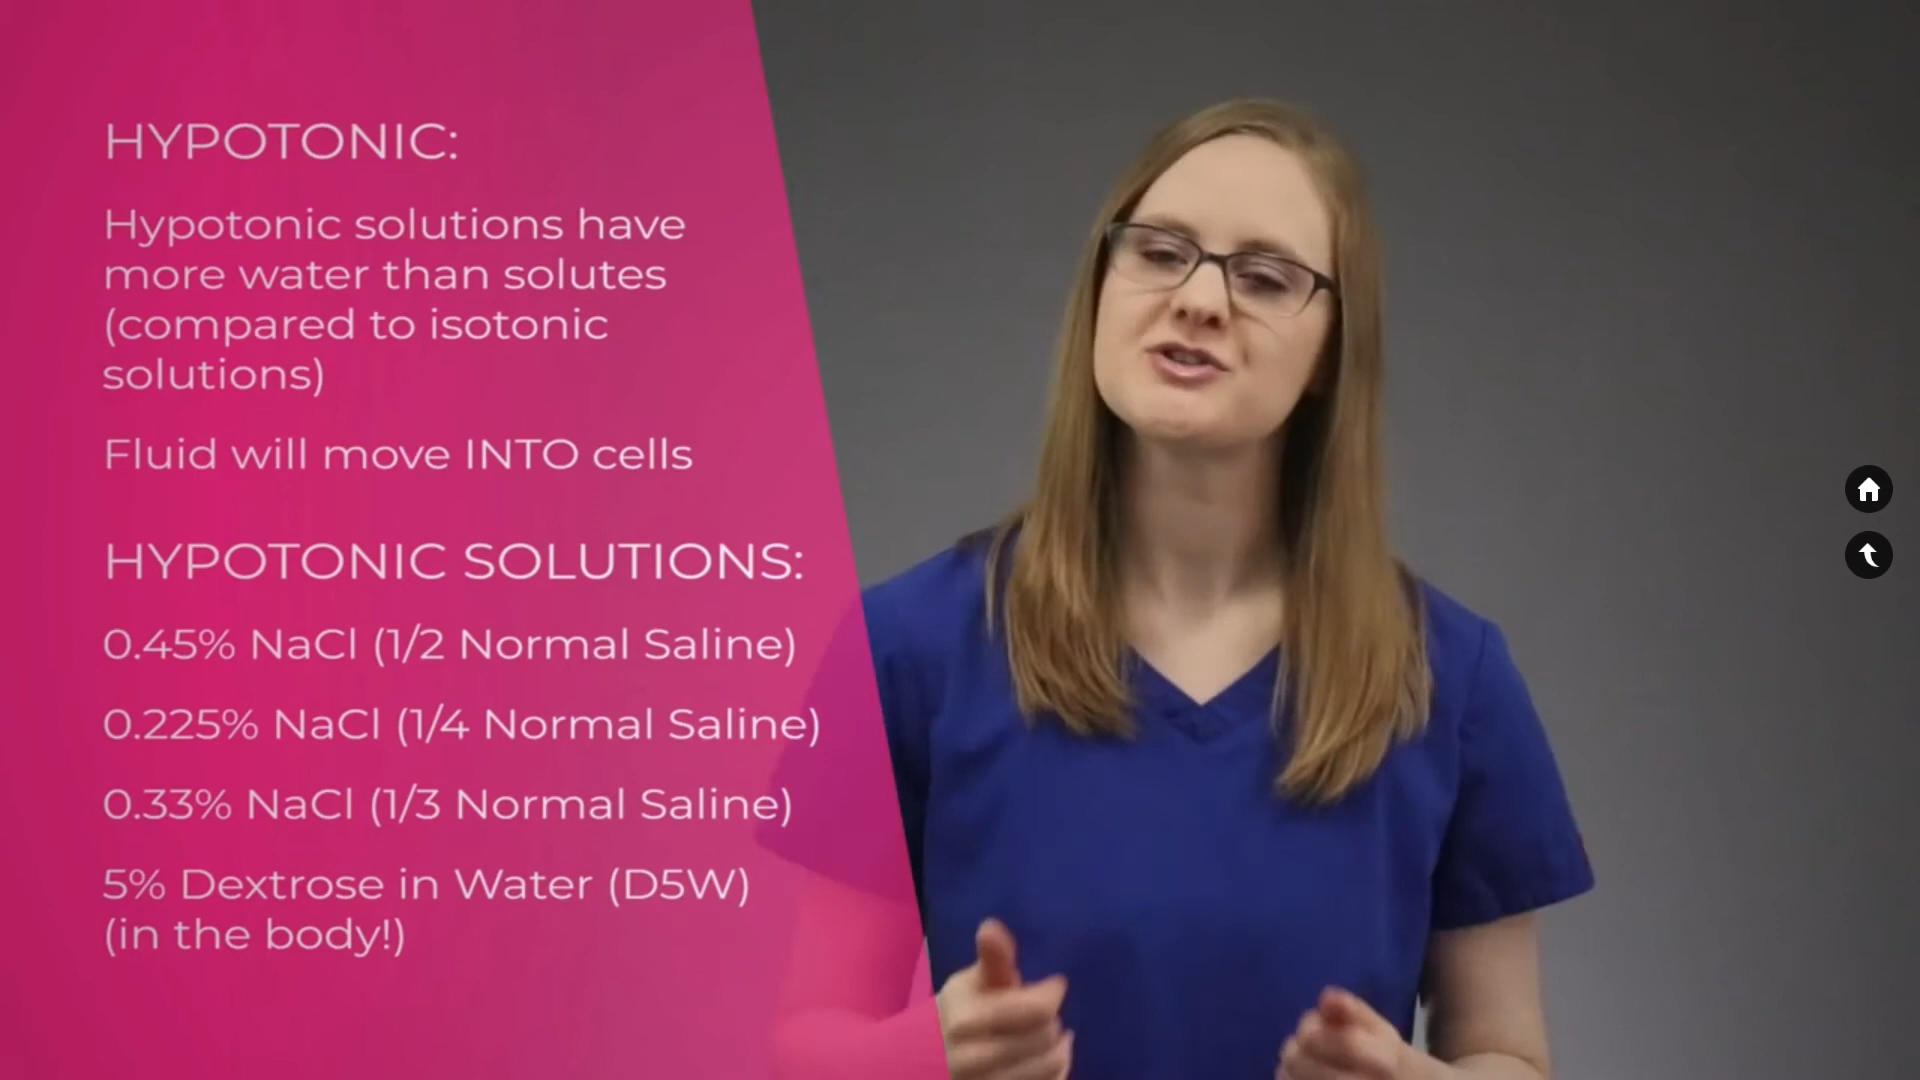 HYPOTONIC:
Hypotonic solutions have
more water than solutes
(compared to isotonic
solutions)
Fluid will move INTO cells
HYPOTONIC SOLUTIONS:
0.45% NaCl (1/2 Normal Saline)
0.225% NaCl (1/4 Normal Saline)
0.33% NaCl (1/3 Normal Saline)
5% Dextrose in Water (D5W)
(in the body!)